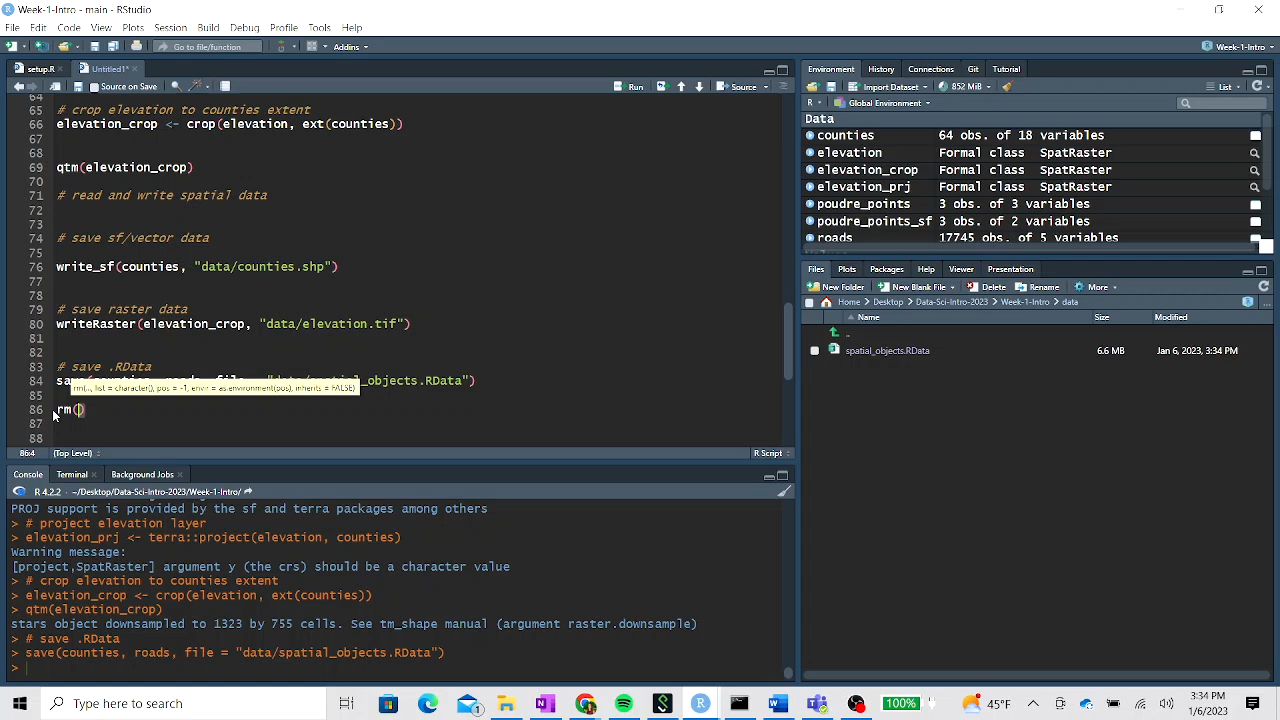 Week-1-Intro - main - RStudio
File Edit Code View Plots Session Build Debug Profile Tools Help
Go to file/function Addins Week-1-Intro
setup.R Untitled1*
Source on Save Run Source
64
65 # crop elevation to counties extent
66 elevation_crop <- crop(elevation, ext(counties))
67
68
69 qtm(elevation_crop)
70
71 # read and write spatial data
72
73
74 # save sf/vector data
75
76 write_sf(counties, "data/counties.shp")
77
78
79 # save raster data
80 writeRaster(elevation_crop, "data/elevation.tif")
81
82
83 # save .RData
84 objects.RData")
rm(..., list = character(), pos = -1, envir = as.environment(pos), inherits = FALSE)
85
86 rm()
87
88
86:4 (Top Level) R Script
Console Terminal Background Jobs
R 4.2.2 · ~/Desktop/Data-Sci-Intro-2023/Week-1-Intro/
PROJ support is provided by the sf and terra packages among others
> # project elevation layer
> elevation_prj <- terra::project(elevation, counties)
Warning message:
[project,SpatRaster] argument y (the crs) should be a character value
> # crop elevation to counties extent
> elevation_crop <- crop(elevation, ext(counties))
> qtm(elevation_crop)
stars object downsampled to 1323 by 755 cells. See tm_shape manual (argument raster.downsample)
> # save .RData
> save(counties, roads, file = "data/spatial_objects.RData")
>
Environment History Connections Git Tutorial
Import Dataset 852 MiB List
R Global Environment
Data
counties 64 obs. of 18 variables
elevation Formal class SpatRaster
elevation_crop Formal class SpatRaster
elevation_prj Formal class SpatRaster
poudre_points 3 obs. of 3 variables
poudre_points_sf 3 obs. of 2 variables
roads 17745 obs. of 5 variables
Files Plots Packages Help Viewer Presentation
New Folder New Blank File Delete Rename More
Home Desktop Data-Sci-Intro-2023 Week-1-Intro data
Name Size Modified
..
spatial_objects.RData 6.6 MB Jan 6, 2023, 3:34 PM
Type here to search
100% 45°F 3:34 PM
1/6/2023